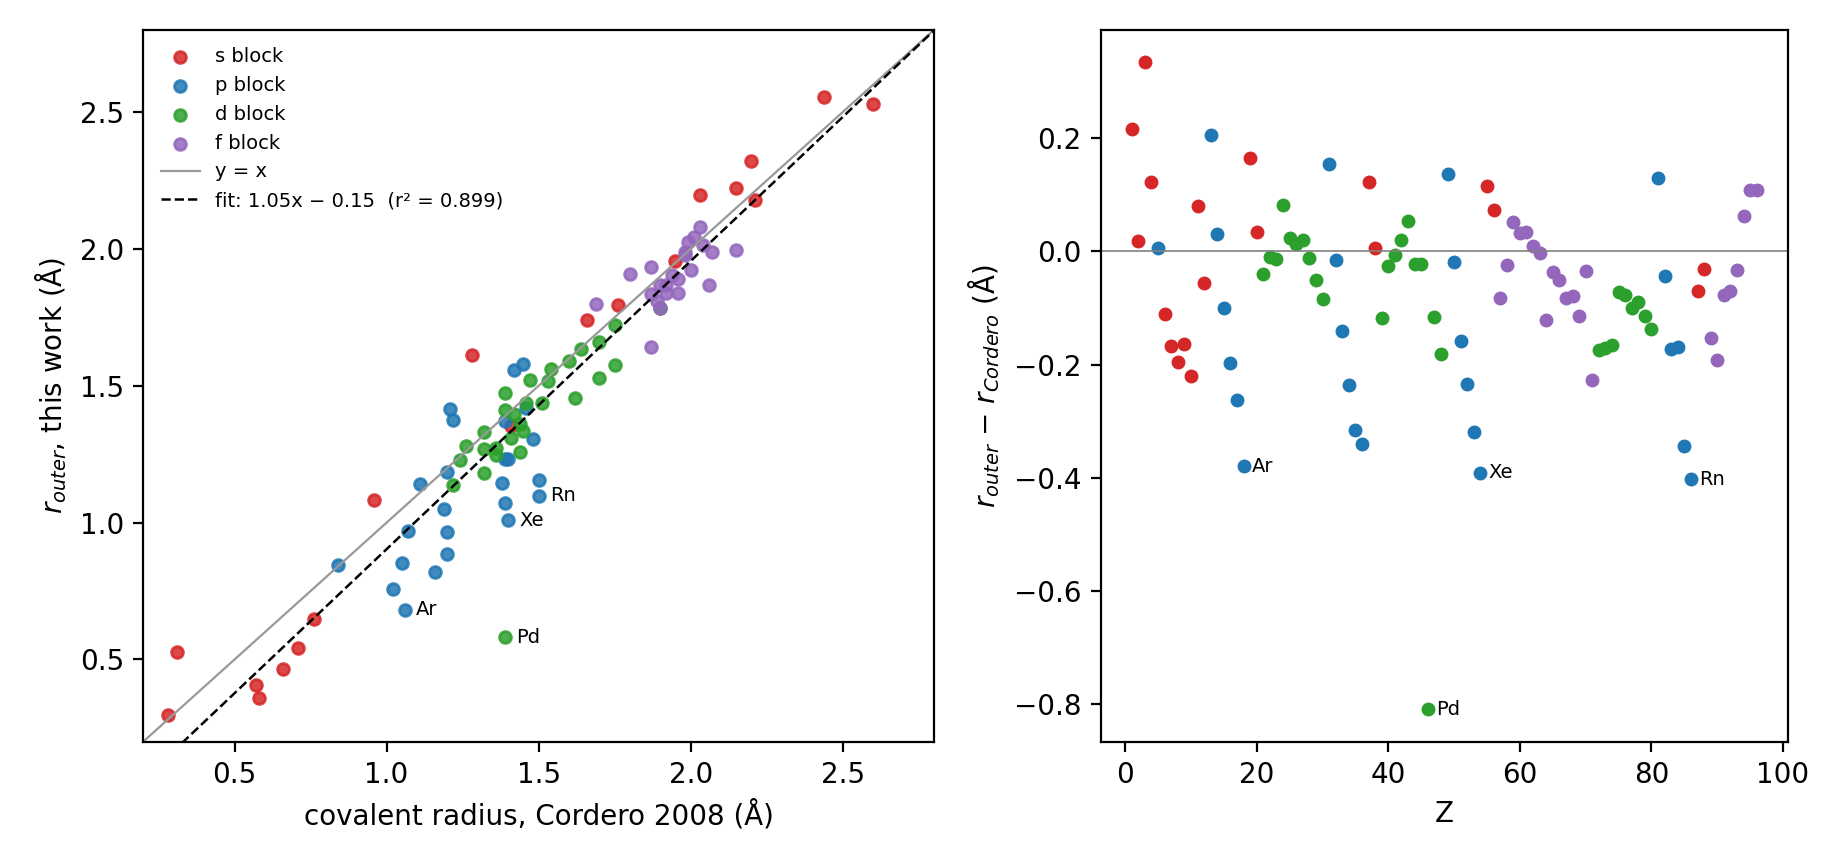 s block
p block
d block
f block
y = x
fit: 1.05x − 0.15 (r² = 0.899)
2.5
2.0
1.5
1.0
0.5
r_outer, this work (Å)
Rn
Xe
Ar
Pd
0.5 1.0 1.5 2.0 2.5
covalent radius, Cordero 2008 (Å)
0.2
0.0
−0.2
−0.4
−0.6
−0.8
r_outer − r_Cordero (Å)
Ar
Xe
Rn
Pd
0 20 40 60 80 100
Z